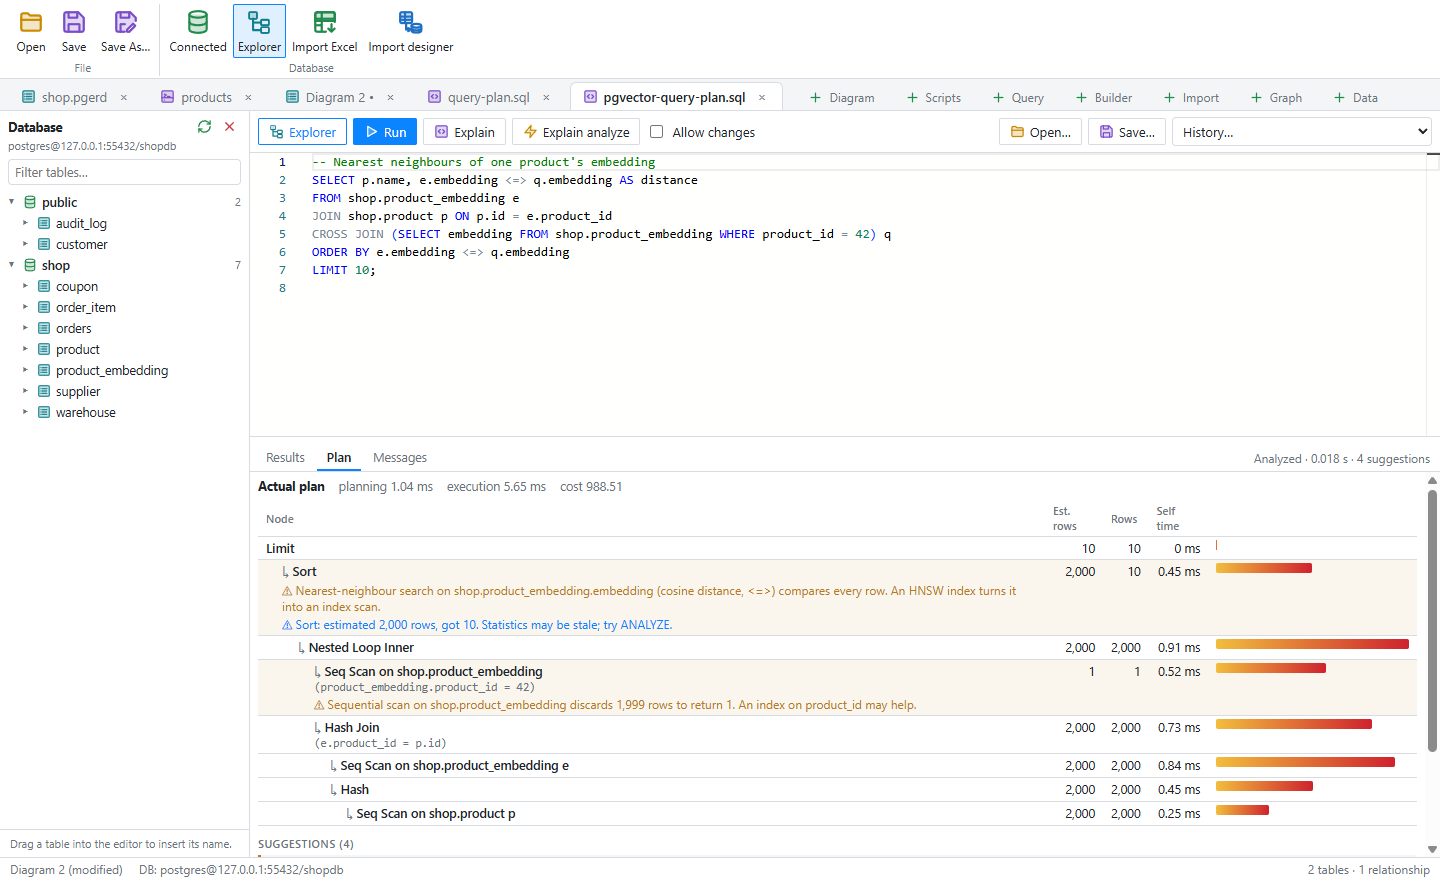 Open Save Save As... Connected Explorer Import Excel Import designer
File Database
shop.pgerd × products × Diagram 2 • × query-plan.sql × pgvector-query-plan.sql × + Diagram + Scripts + Query + Builder + Import + Graph + Data
Database
postgres@127.0.0.1:55432/shopdb
Filter tables...
public 2
audit_log
customer
shop 7
coupon
order_item
orders
product
product_embedding
supplier
warehouse
Drag a table into the editor to insert its name.
Explorer Run Explain Explain analyze Allow changes Open... Save... History...
1 -- Nearest neighbours of one product's embedding
2 SELECT p.name, e.embedding <=> q.embedding AS distance
3 FROM shop.product_embedding e
4 JOIN shop.product p ON p.id = e.product_id
5 CROSS JOIN (SELECT embedding FROM shop.product_embedding WHERE product_id = 42) q
6 ORDER BY e.embedding <=> q.embedding
7 LIMIT 10;
8
Results Plan Messages Analyzed · 0.018 s · 4 suggestions
Actual plan planning 1.04 ms execution 5.65 ms cost 988.51
Node Est. rows Rows Self time
Limit 10 10 0 ms
↳ Sort 2,000 10 0.45 ms
⚠ Nearest-neighbour search on shop.product_embedding.embedding (cosine distance, <=>) compares every row. An HNSW index turns it
into an index scan.
⚠ Sort: estimated 2,000 rows, got 10. Statistics may be stale; try ANALYZE.
↳ Nested Loop Inner 2,000 2,000 0.91 ms
↳ Seq Scan on shop.product_embedding 1 1 0.52 ms
(product_embedding.product_id = 42)
⚠ Sequential scan on shop.product_embedding discards 1,999 rows to return 1. An index on product_id may help.
↳ Hash Join 2,000 2,000 0.73 ms
(e.product_id = p.id)
↳ Seq Scan on shop.product_embedding e 2,000 2,000 0.84 ms
↳ Hash 2,000 2,000 0.45 ms
↳ Seq Scan on shop.product p 2,000 2,000 0.25 ms
SUGGESTIONS (4)
Diagram 2 (modified) DB: postgres@127.0.0.1:55432/shopdb 2 tables · 1 relationship